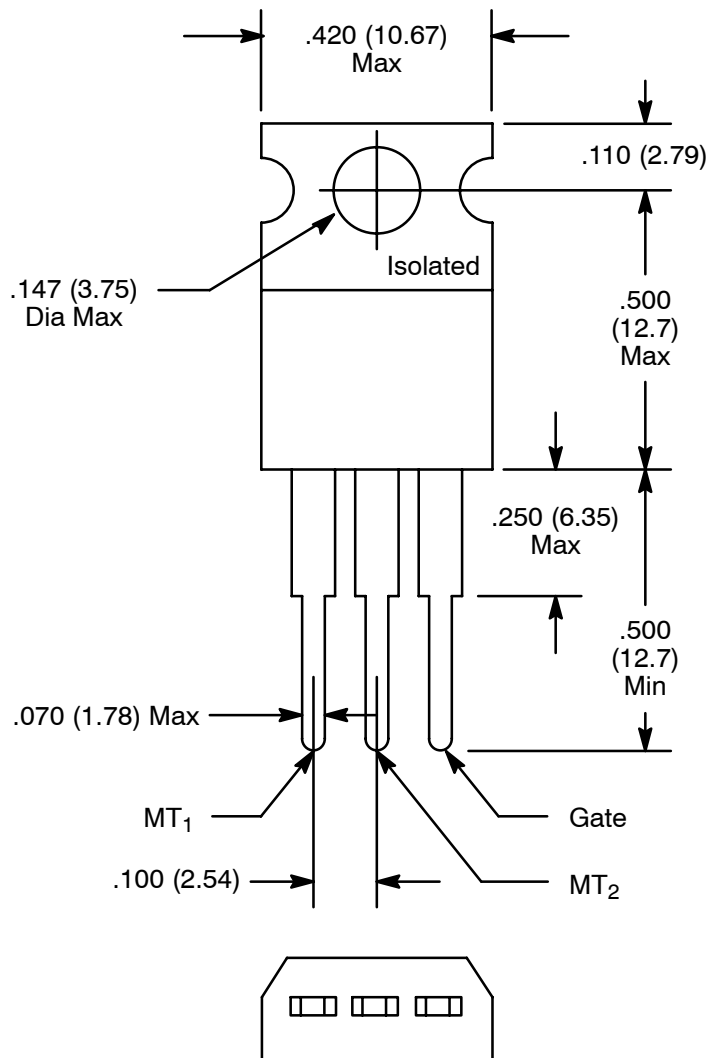 .420 (10.67)
Max
.110 (2.79)
Isolated
.147 (3.75)
Dia Max
.500
(12.7)
Max
.250 (6.35)
Max
.500
(12.7)
Min
.070 (1.78) Max
MT₁
Gate
.100 (2.54)
MT₂